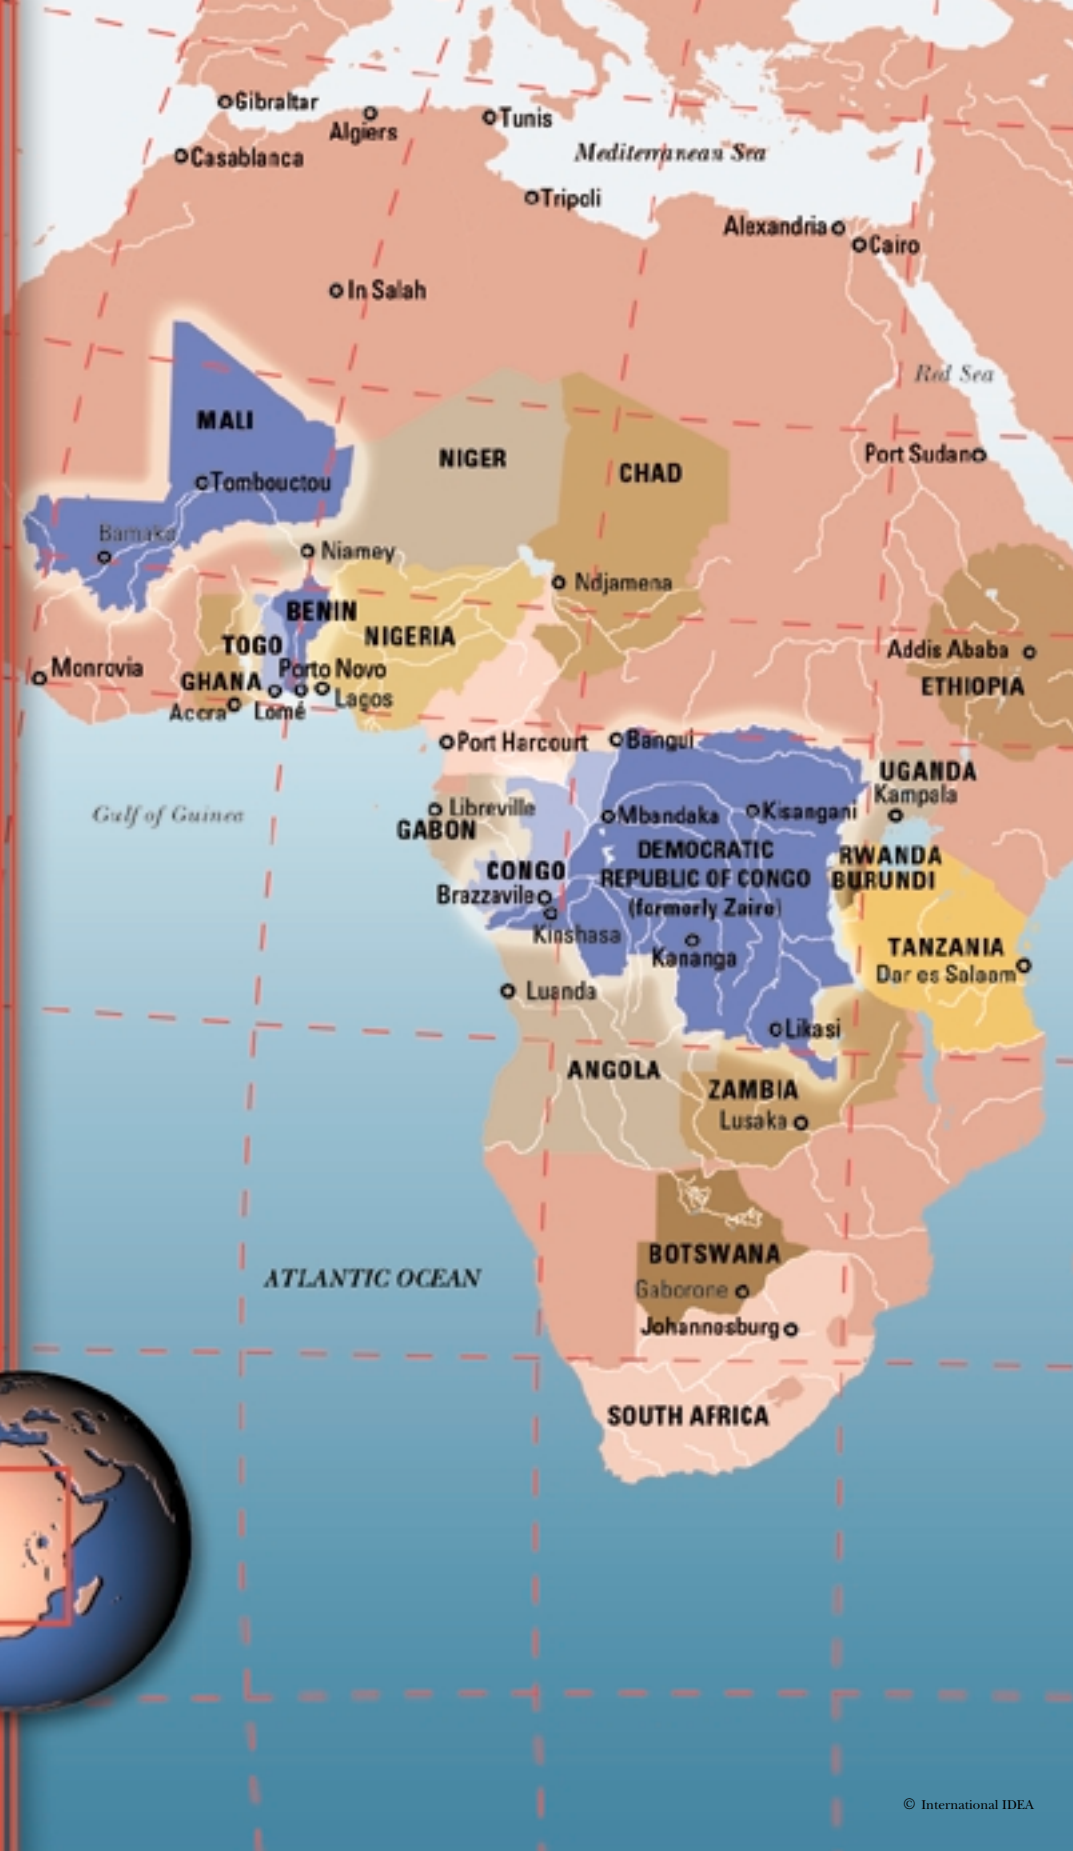 Gibraltar
Algiers
Tunis
Casablanca
Mediterranean Sea
Tripoli
Alexandria
Cairo
In Salah
Red Sea
MALI
NIGER
CHAD
Port Sudan
Tombouctou
Bamako
Niamey
Ndjamena
BENIN
NIGERIA
TOGO
Addis Ababa
Monrovia
Porto Novo
GHANA
ETHIOPIA
Lagos
Accra
Lomé
Port Harcourt
Bangui
UGANDA
Kampala
Gulf of Guinea
Libreville
GABON
Mbandaka
Kisangani
DEMOCRATIC
REPUBLIC OF CONGO
(formerly Zaire)
RWANDA
BURUNDI
CONGO
Brazzavile
Kinshasa
Kananga
TANZANIA
Dar es Salaam
Luanda
Likasi
ANGOLA
ZAMBIA
Lusaka
BOTSWANA
ATLANTIC OCEAN
Gaborone
Johannesburg
SOUTH AFRICA
© International IDEA